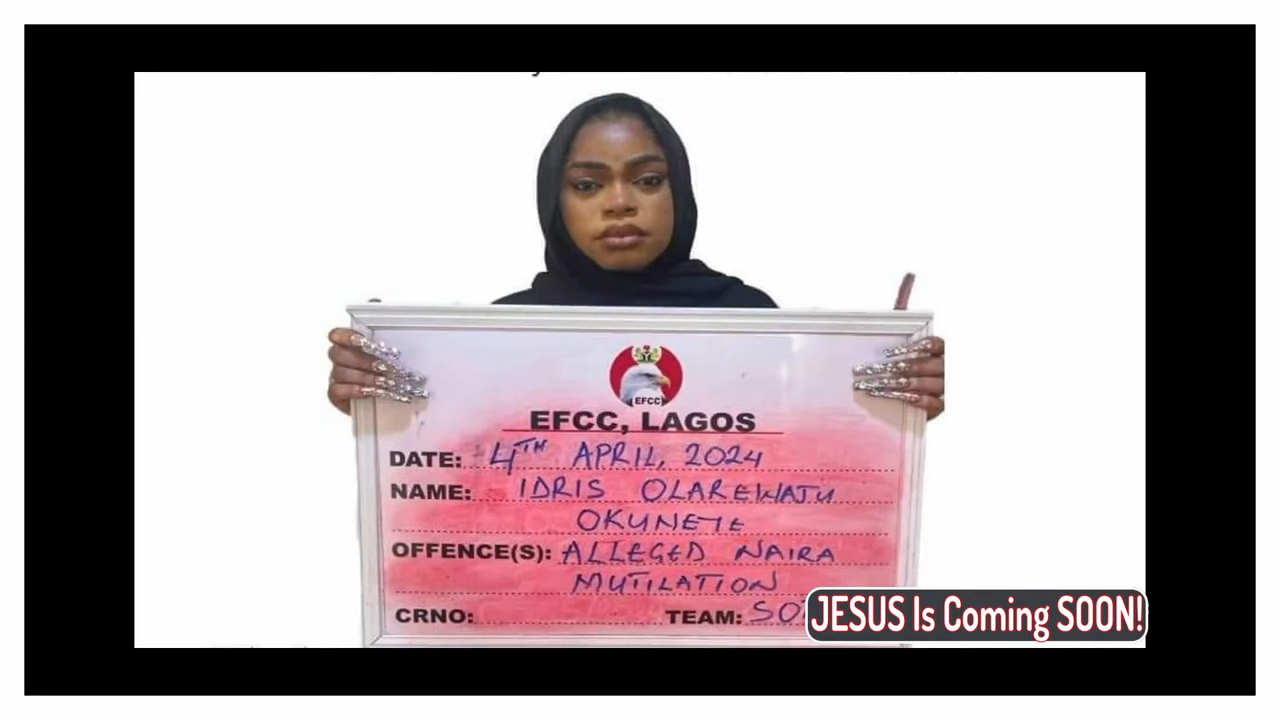 EFCC
EFCC, LAGOS
DATE: 4TH APRIL, 2024
NAME: IDRIS OLAREWAJU
OKUNEYE
OFFENCE(S): ALLEGED NAIRA
MUTILATION
CRNO: TEAM:
JESUS Is Coming SOON!